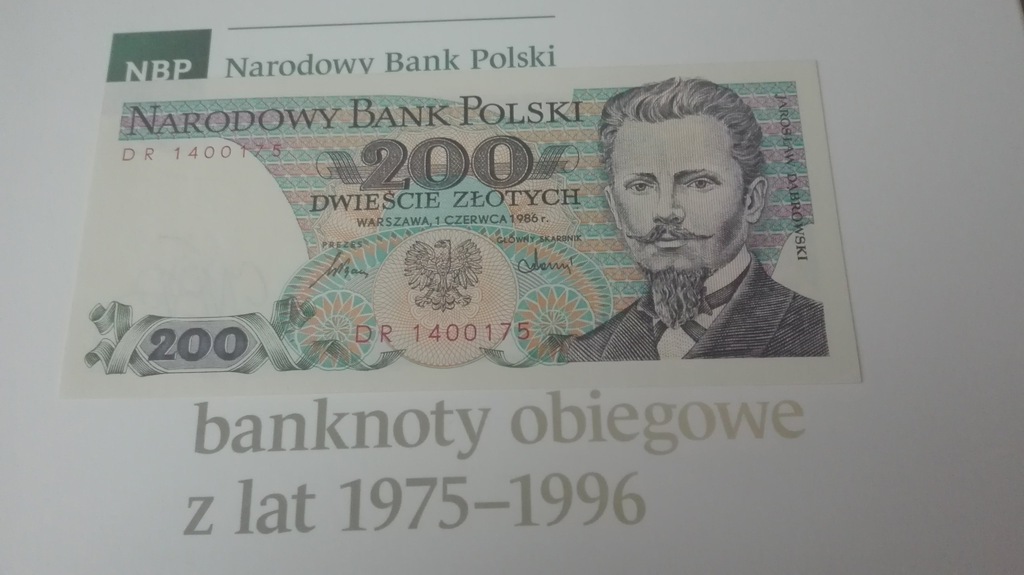 NBP
Narodowy Bank Polski
NARODOWY BANK POLSKI
DR 1400175
200
DWIEŚCIE ZŁOTYCH
WARSZAWA, 1 CZERWCA 1986 r.
PREZES
GŁÓWNY SKARBNIK
JAROSŁAW DĄBROWSKI
DR 1400175
200
banknoty obiegowe
z lat 1975–1996